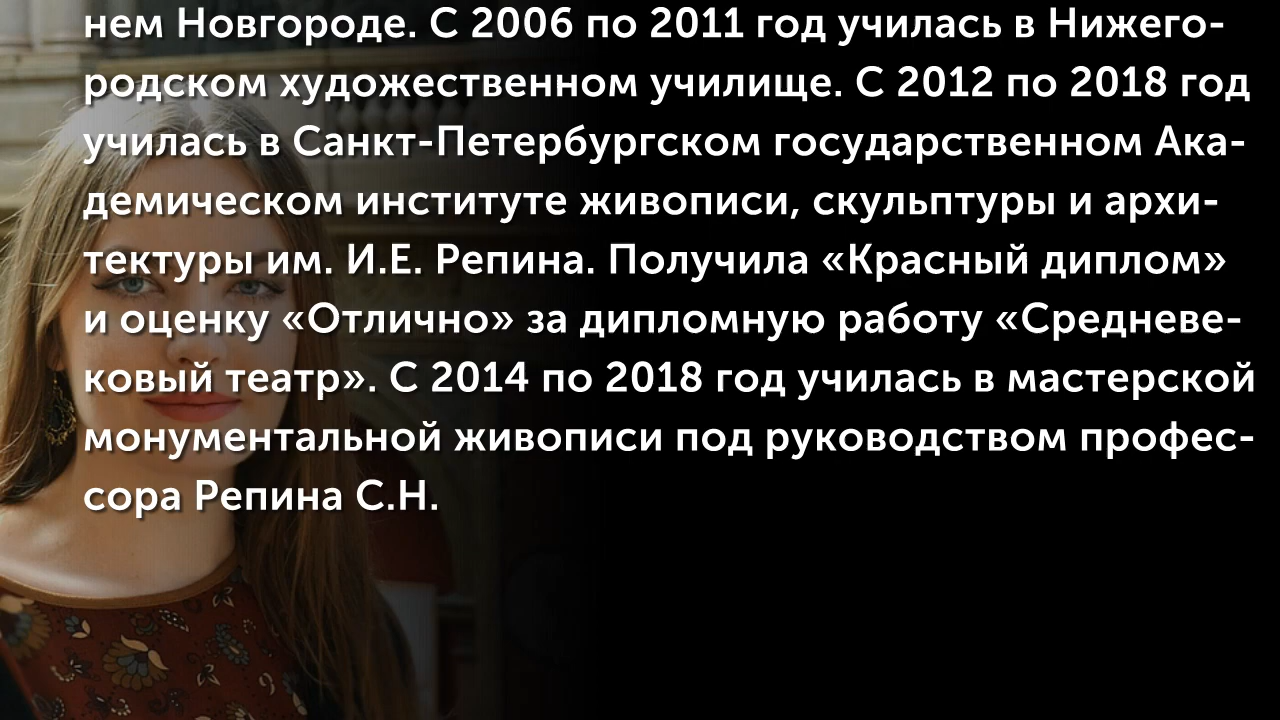 нем Новгороде. С 2006 по 2011 год училась в Нижего-
родском художественном училище. С 2012 по 2018 год
училась в Санкт-Петербургском государственном Ака-
демическом институте живописи, скульптуры и архи-
тектуры им. И.Е. Репина. Получила «Красный диплом»
и оценку «Отлично» за дипломную работу «Средневе-
ковый театр». С 2014 по 2018 год училась в мастерской
монументальной живописи под руководством профес-
сора Репина С.Н.